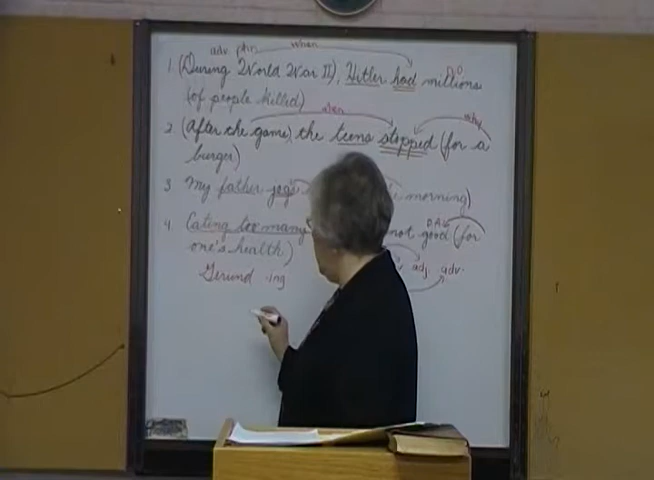 adv. phr. when
1. (During World War II), Hitler had millions D.O.
(of people killed)
when why
2. (After the game), the teens stopped (for a
burger)
3 My father jogs morning)
4. Eating too many not good (for P.A.
one's health)
adj. adv.
Gerund -ing